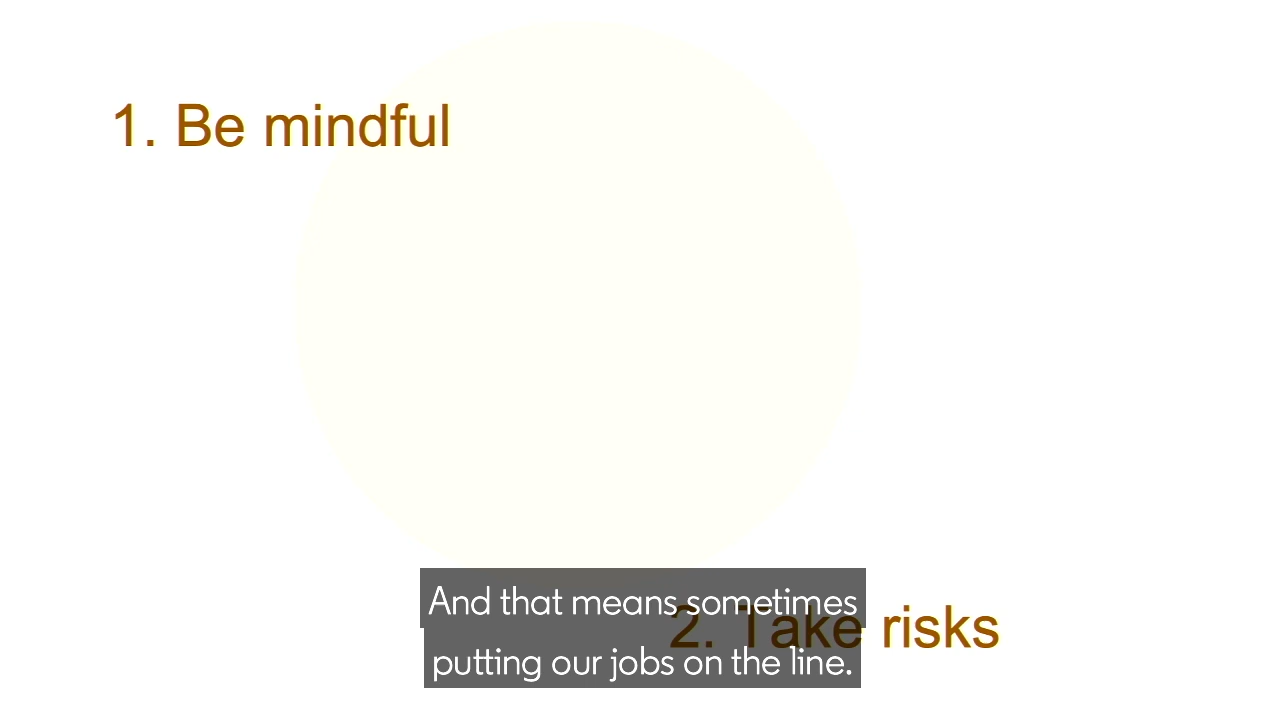 1. Be mindful
2. Take risks
And that means sometimes
putting our jobs on the line.